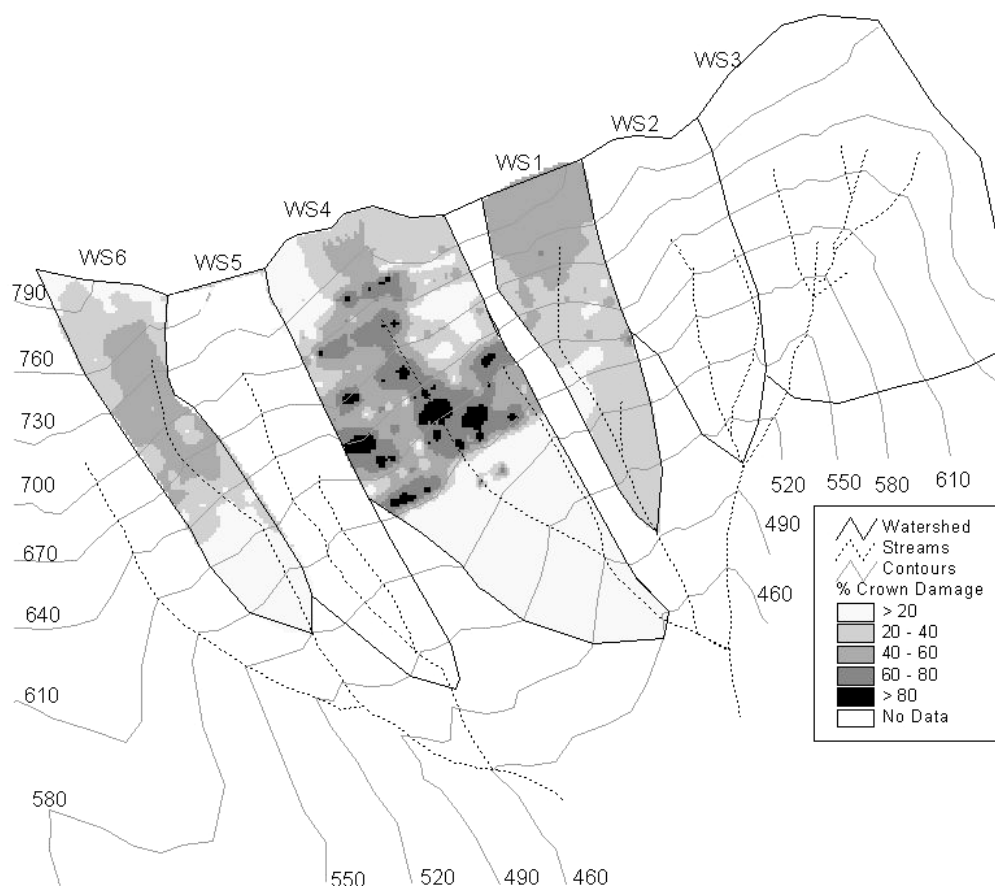 WS3
WS2
WS1
WS4
WS5
WS6
790
760
730
700
670
640
610
580
550
520
490
460
520
550
580
610
490
460
Watershed
Streams
Contours
% Crown Damage
> 20
20 - 40
40 - 60
60 - 80
> 80
No Data